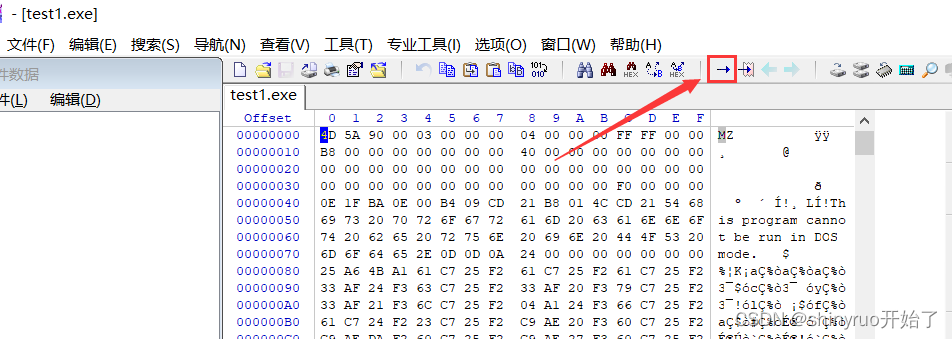 - [test1.exe]
文件(F) 编辑(E) 搜索(S) 导航(N) 查看(V) 工具(T) 专业工具(I) 选项(O) 窗口(W) 帮助(H)
件数据
件(L) 编辑(D)
test1.exe
Offset 0 1 2 3 4 5 6 7 8 9 A B C D E F
00000000 4D 5A 90 00 03 00 00 00 04 00 00 00 FF FF 00 00 MZ ÿÿ
00000010 B8 00 00 00 00 00 00 00 40 00 00 00 00 00 00 00 ¸ @
00000020 00 00 00 00 00 00 00 00 00 00 00 00 00 00 00 00
00000030 00 00 00 00 00 00 00 00 00 00 00 00 F0 00 00 00 ð
00000040 0E 1F BA 0E 00 B4 09 CD 21 B8 01 4C CD 21 54 68 º ´ Í!¸ LÍ!Th
00000050 69 73 20 70 72 6F 67 72 61 6D 20 63 61 6E 6E 6F is program canno
00000060 74 20 62 65 20 72 75 6E 20 69 6E 20 44 4F 53 20 t be run in DOS
00000070 6D 6F 64 65 2E 0D 0D 0A 24 00 00 00 00 00 00 00 mode. $
00000080 25 A6 4B A1 61 C7 25 F2 61 C7 25 F2 61 C7 25 F2 %¦K¡aÇ%òaÇ%òaÇ%ò
00000090 33 AF 24 F3 63 C7 25 F2 33 AF 20 F3 79 C7 25 F2 3¯$ócÇ%ò3¯ óyÇ%ò
000000A0 33 AF 21 F3 6C C7 25 F2 04 A1 24 F3 66 C7 25 F2 3¯!ólÇ%ò ¡$ófÇ%ò
000000B0 61 C7 24 F2 23 C7 25 F2 C9 AE 20 F3 60 C7 25 F2
CSDN @shinyruo开始了